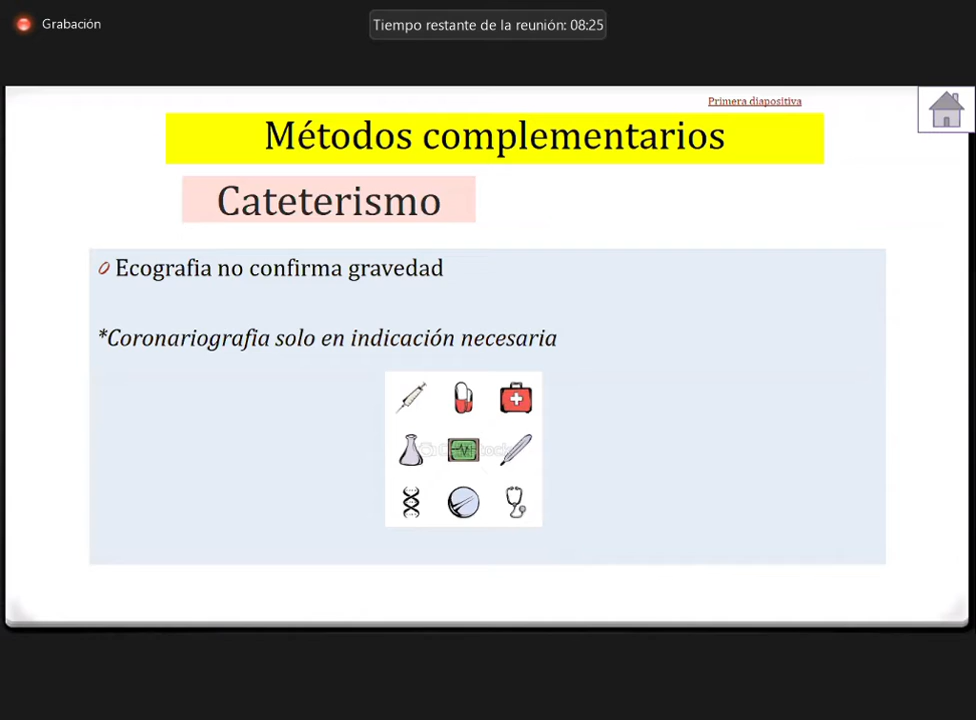 Grabación
Tiempo restante de la reunión: 08:25
Primera diapositiva
Métodos complementarios
Cateterismo
Ecografia no confirma gravedad
*Coronariografia solo en indicación necesaria